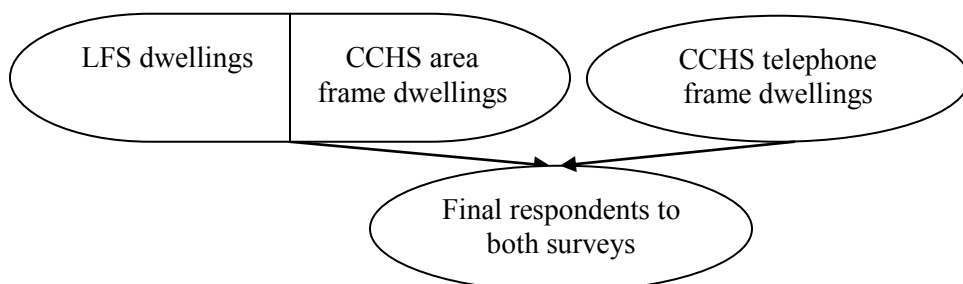 LFS dwellings
CCHS area
frame dwellings
CCHS telephone
frame dwellings
Final respondents to
both surveys